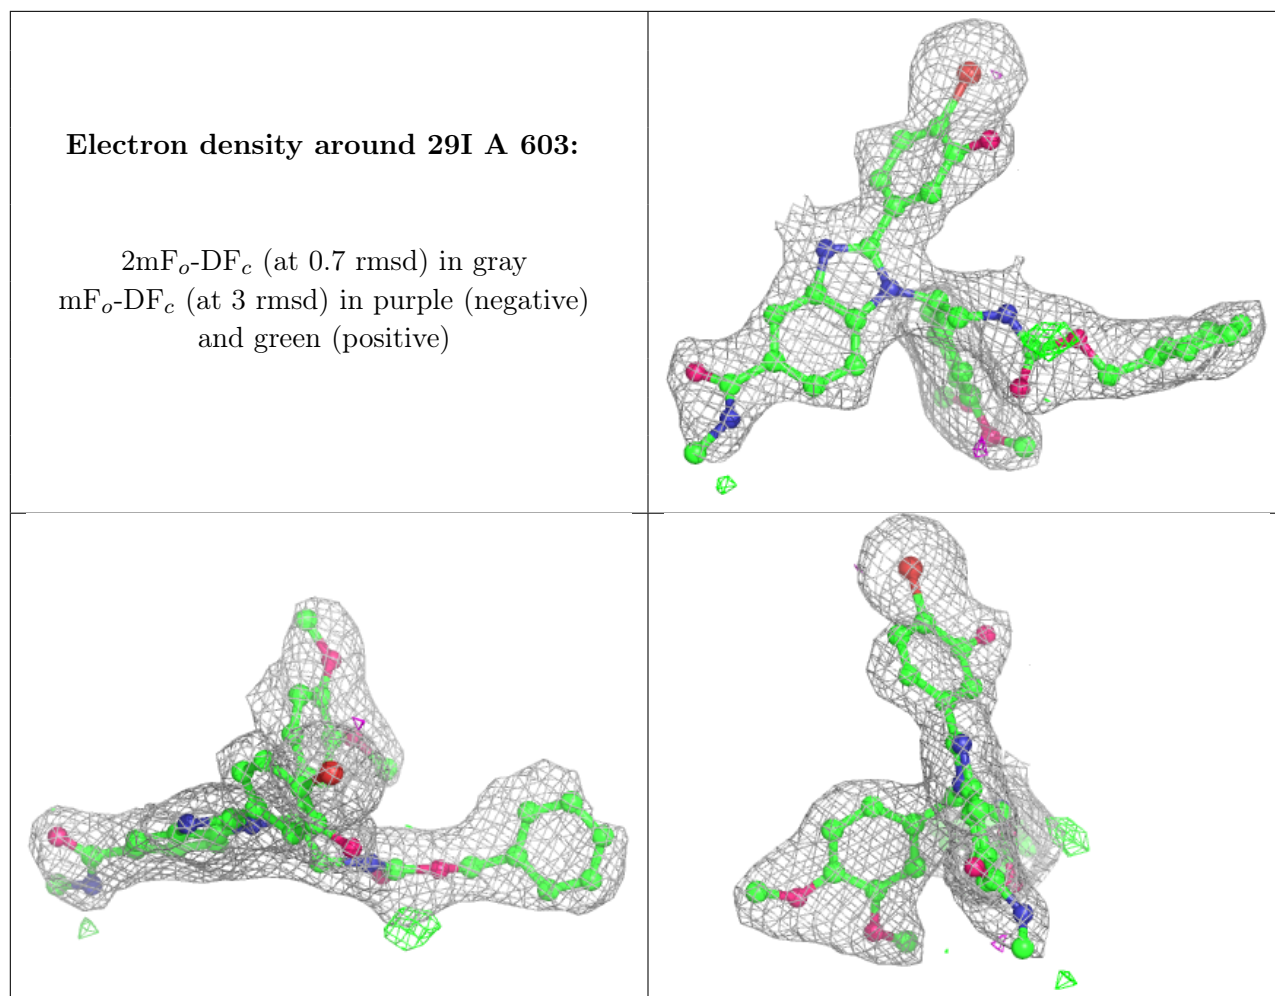 Electron density around 29I A 603:
2mFo-DFc (at 0.7 rmsd) in gray
mFo-DFc (at 3 rmsd) in purple (negative)
and green (positive)